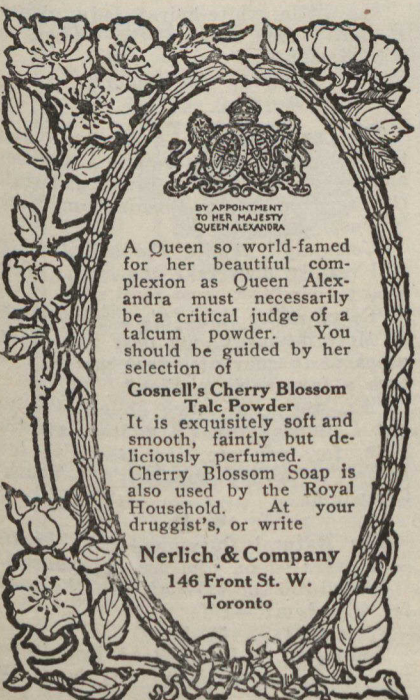 BY APPOINTMENT
TO HER MAJESTY
QUEEN ALEXANDRA
A Queen so world-famed
for her beautiful com-
plexion as Queen Alex-
andra must necessarily
be a critical judge of a
talcum powder. You
should be guided by her
selection of
Gosnell's Cherry Blossom
Talc Powder
It is exquisitely soft and
smooth, faintly but de-
liciously perfumed.
Cherry Blossom Soap is
also used by the Royal
Household. At your
druggist's, or write
Nerlich & Company
146 Front St. W.
Toronto